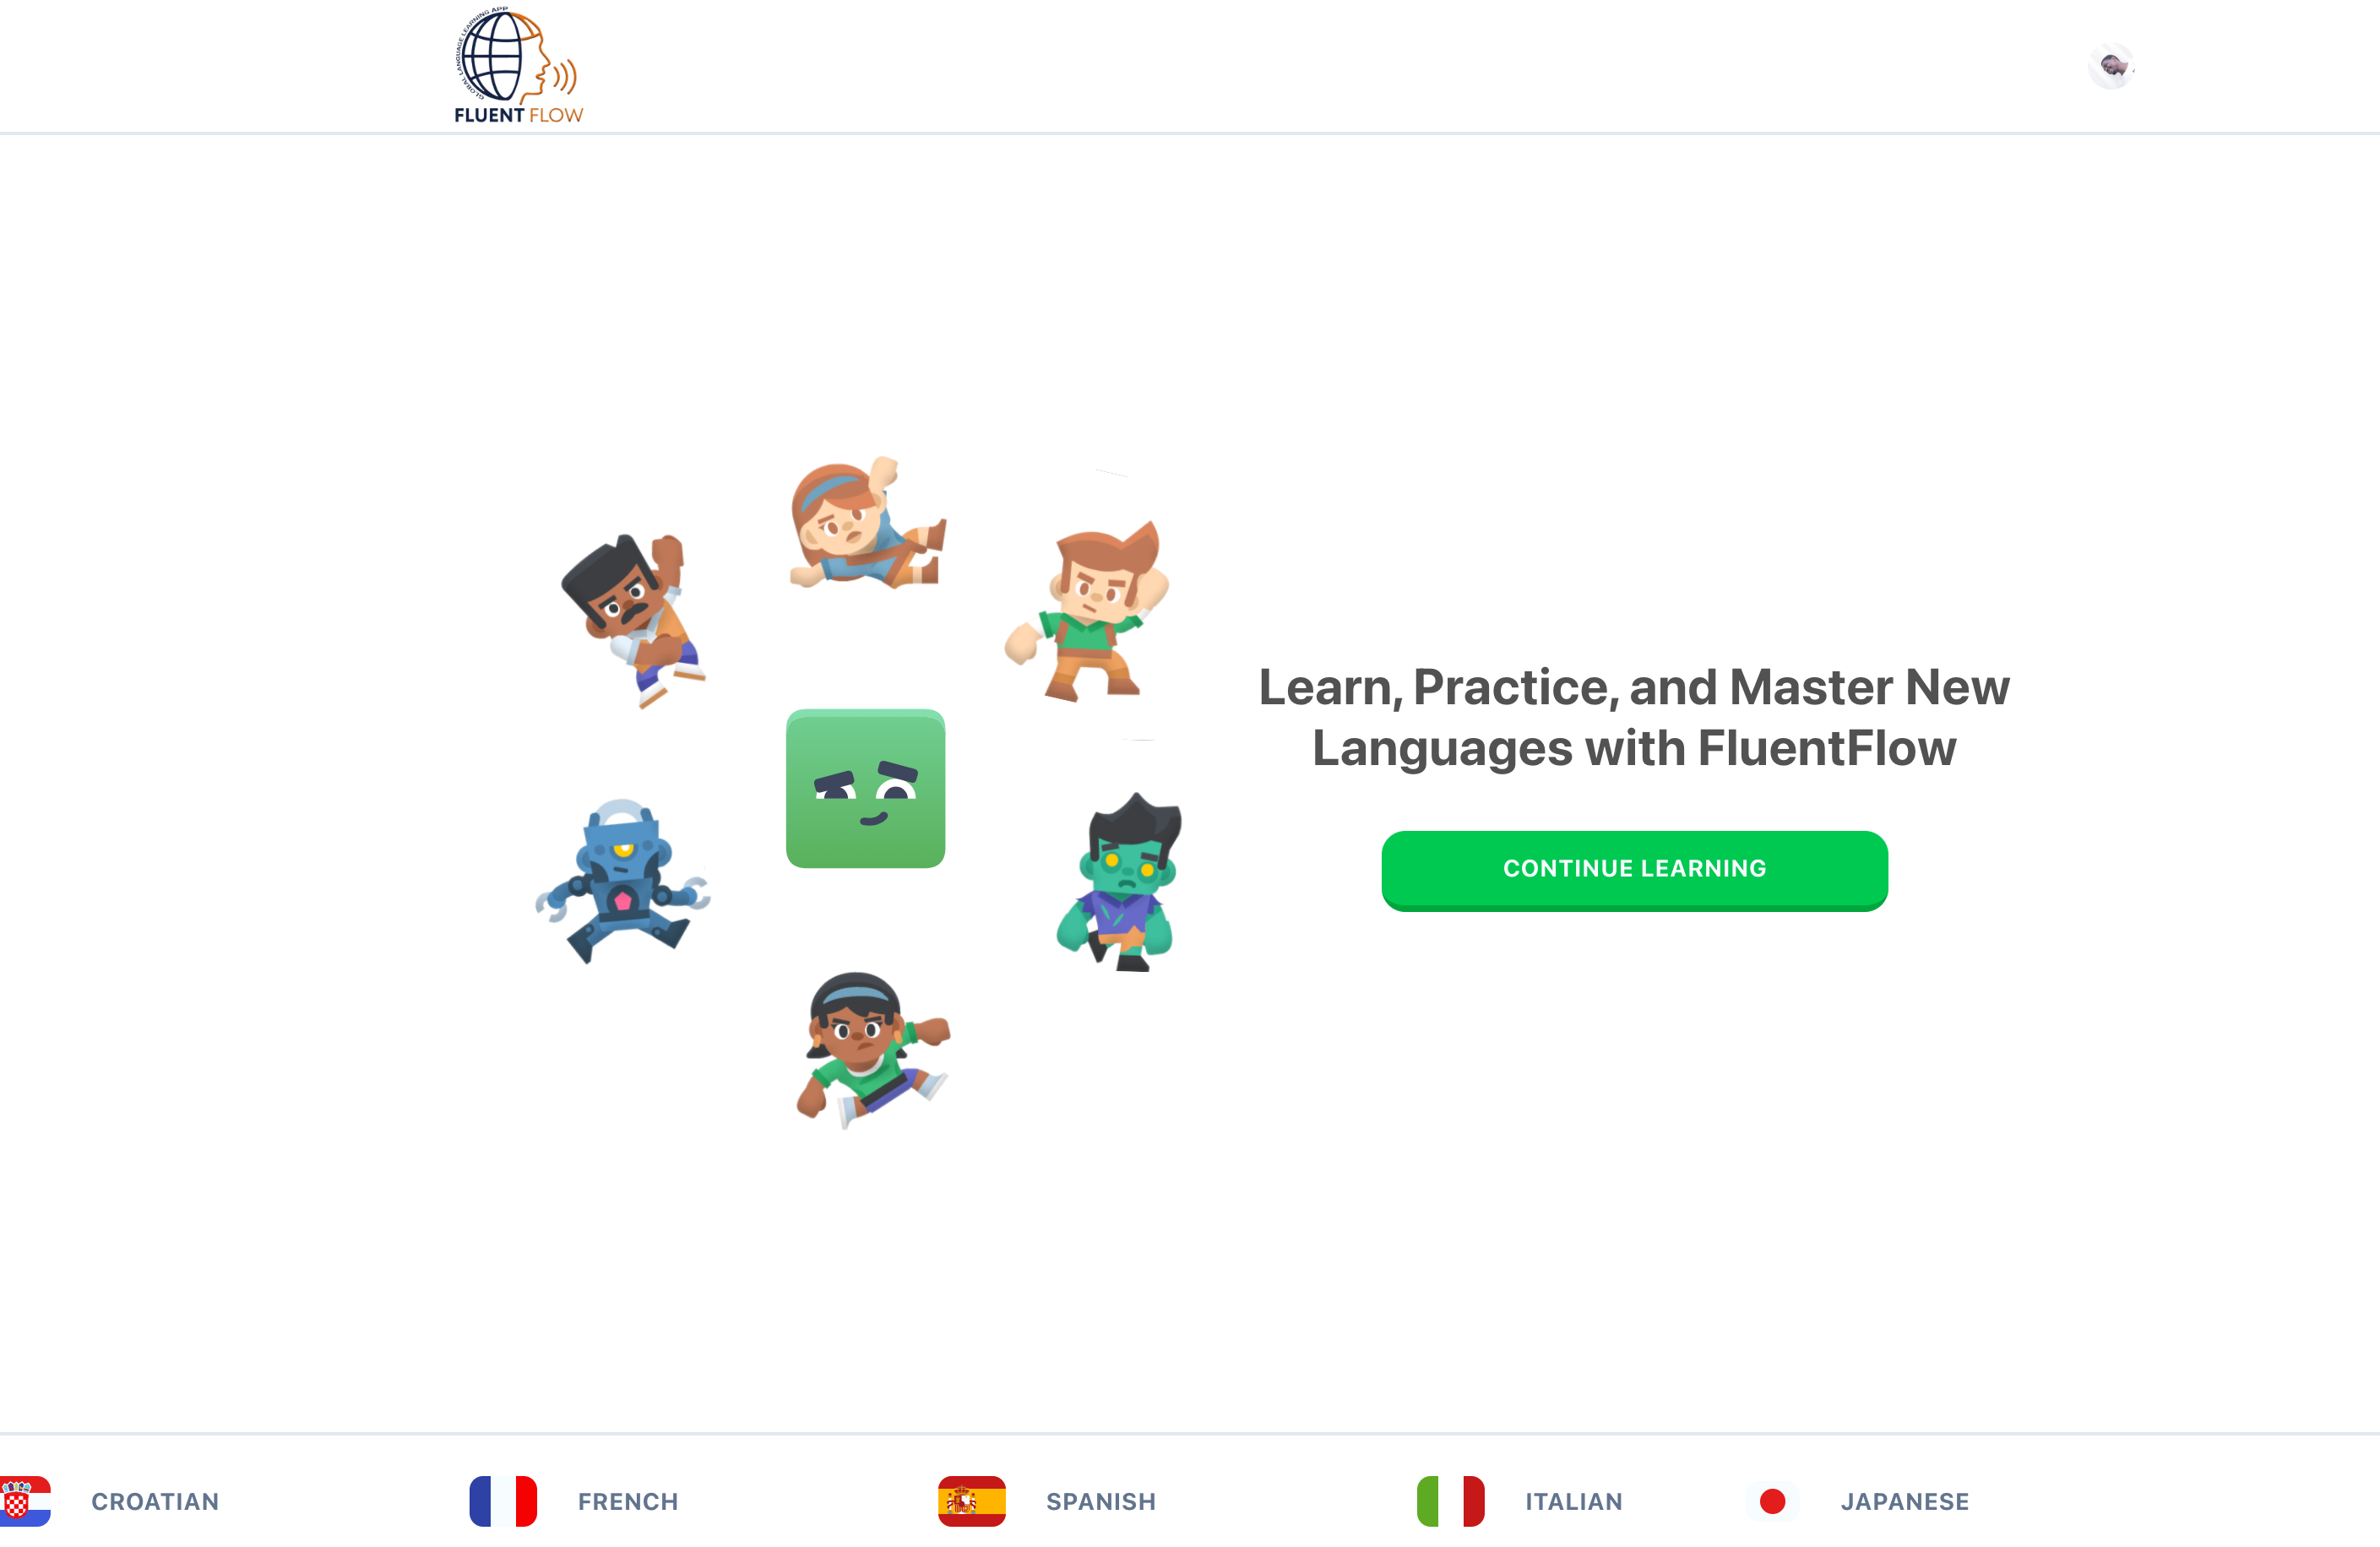 GLOBAL LANGUAGE LEARNING APP
FLUENT FLOW
Learn, Practice, and Master New
Languages with FluentFlow
CONTINUE LEARNING
CROATIAN
FRENCH
SPANISH
ITALIAN
JAPANESE